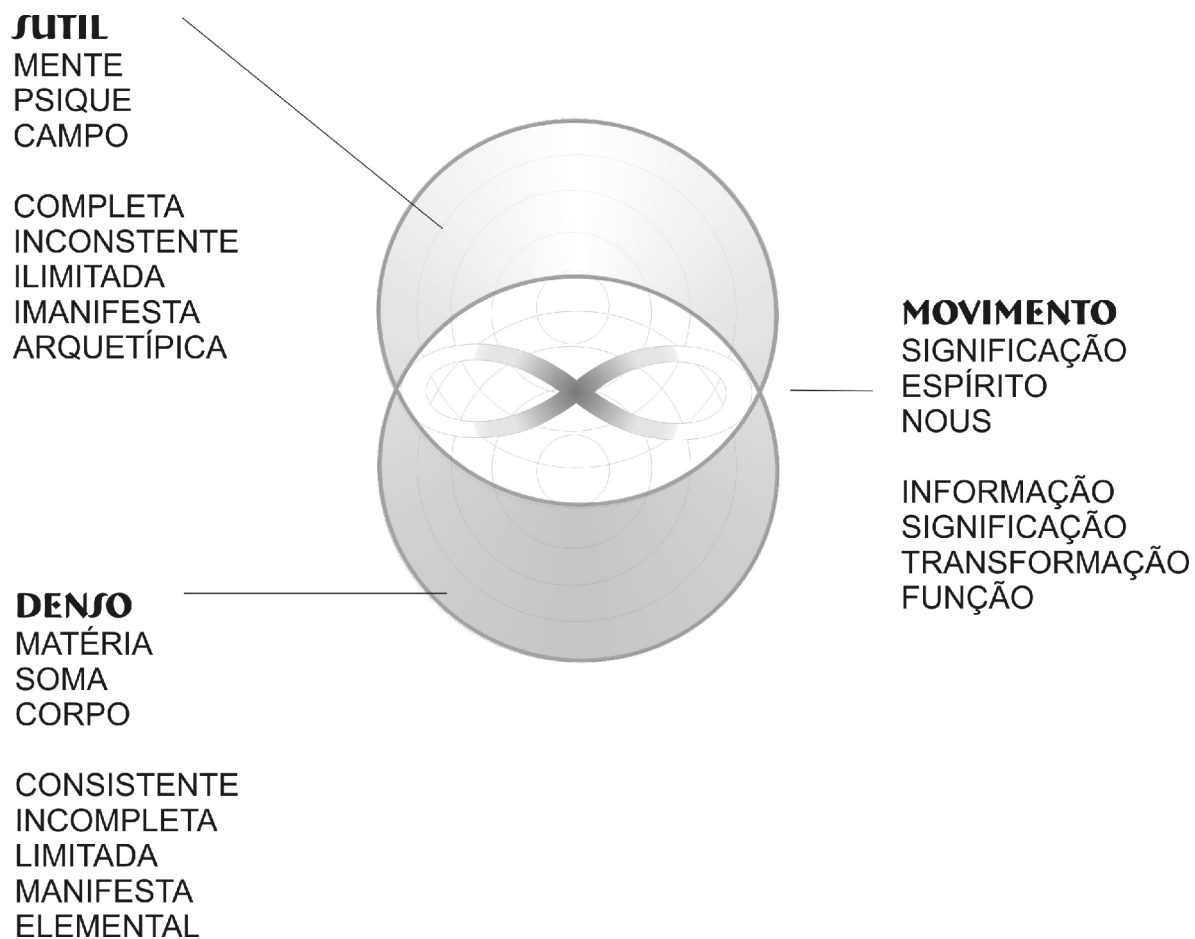 SUTIL
MENTE
PSIQUE
CAMPO
COMPLETA
INCONSTENTE
ILIMITADA
IMANIFESTA
ARQUETÍPICA
MOVIMENTO
SIGNIFICAÇÃO
ESPÍRITO
NOUS
INFORMAÇÃO
SIGNIFICAÇÃO
TRANSFORMAÇÃO
FUNÇÃO
DENSO
MATÉRIA
SOMA
CORPO
CONSISTENTE
INCOMPLETA
LIMITADA
MANIFESTA
ELEMENTAL